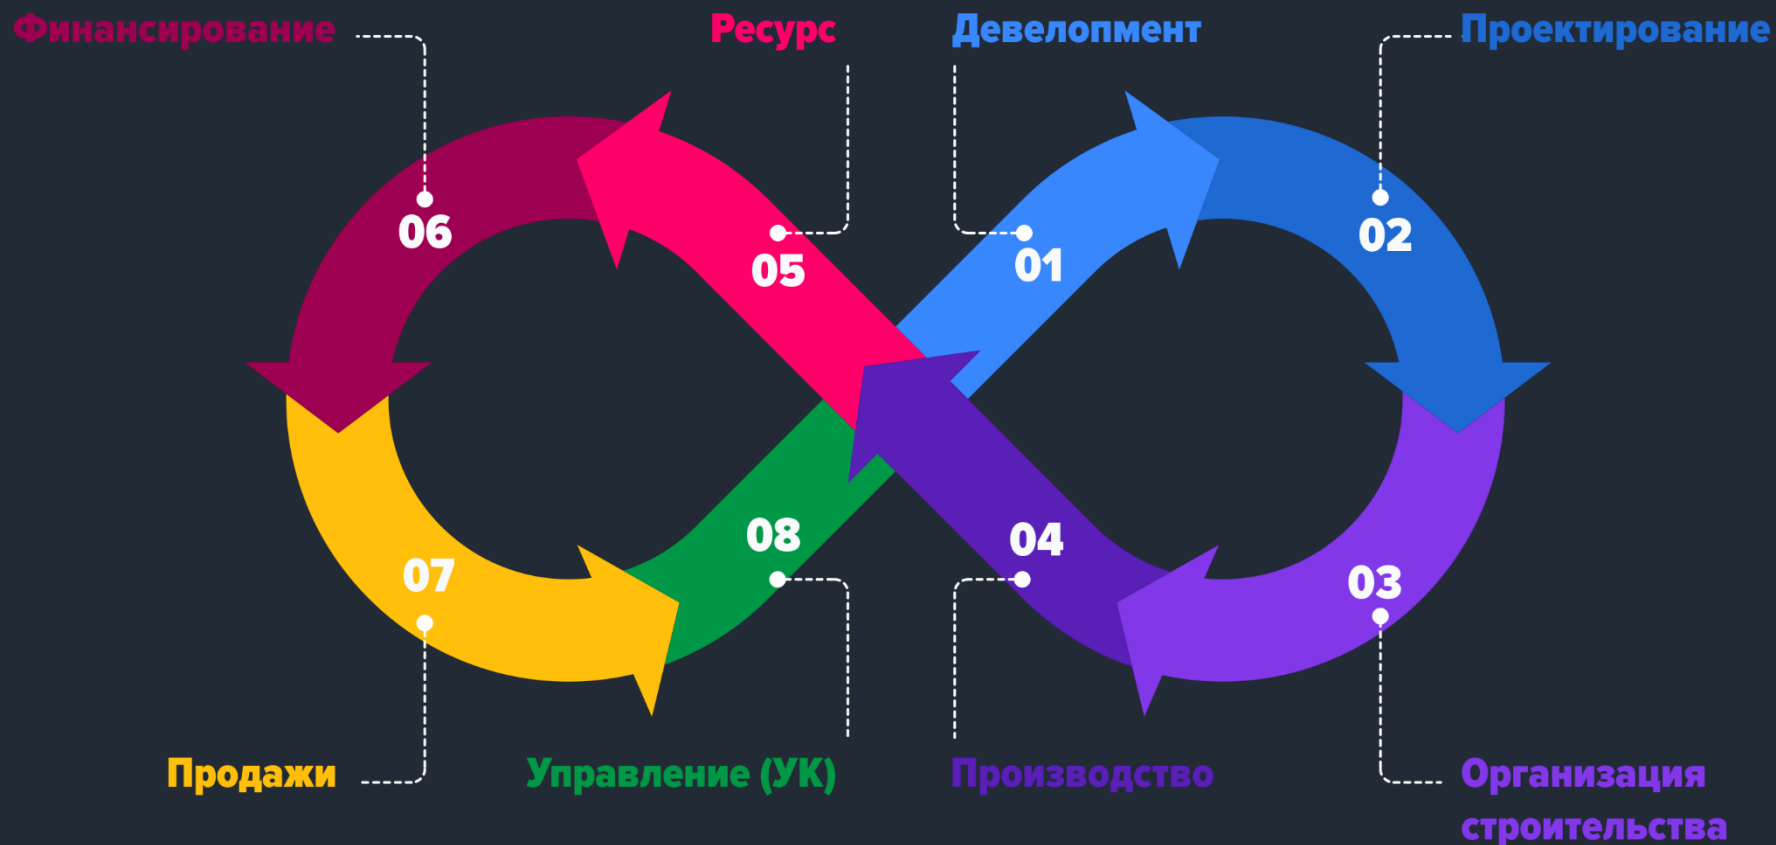 Финансирование
Ресурс
Девелопмент
Проектирование
06
05
01
02
07
08
04
03
Продажи
Управление (УК)
Производство
Организация
строительства